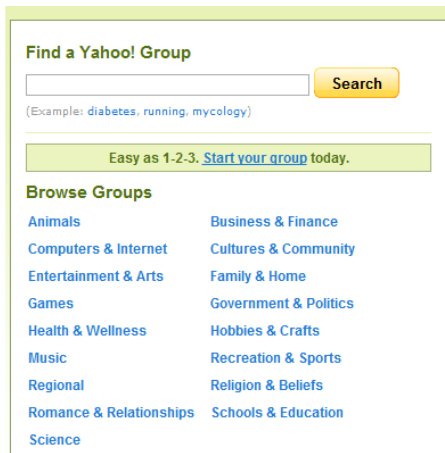 Find a Yahoo! Group
Search
(Example: diabetes, running, mycology)
Easy as 1-2-3. Start your group today.
Browse Groups
Animals Business & Finance
Computers & Internet Cultures & Community
Entertainment & Arts Family & Home
Games Government & Politics
Health & Wellness Hobbies & Crafts
Music Recreation & Sports
Regional Religion & Beliefs
Romance & Relationships Schools & Education
Science